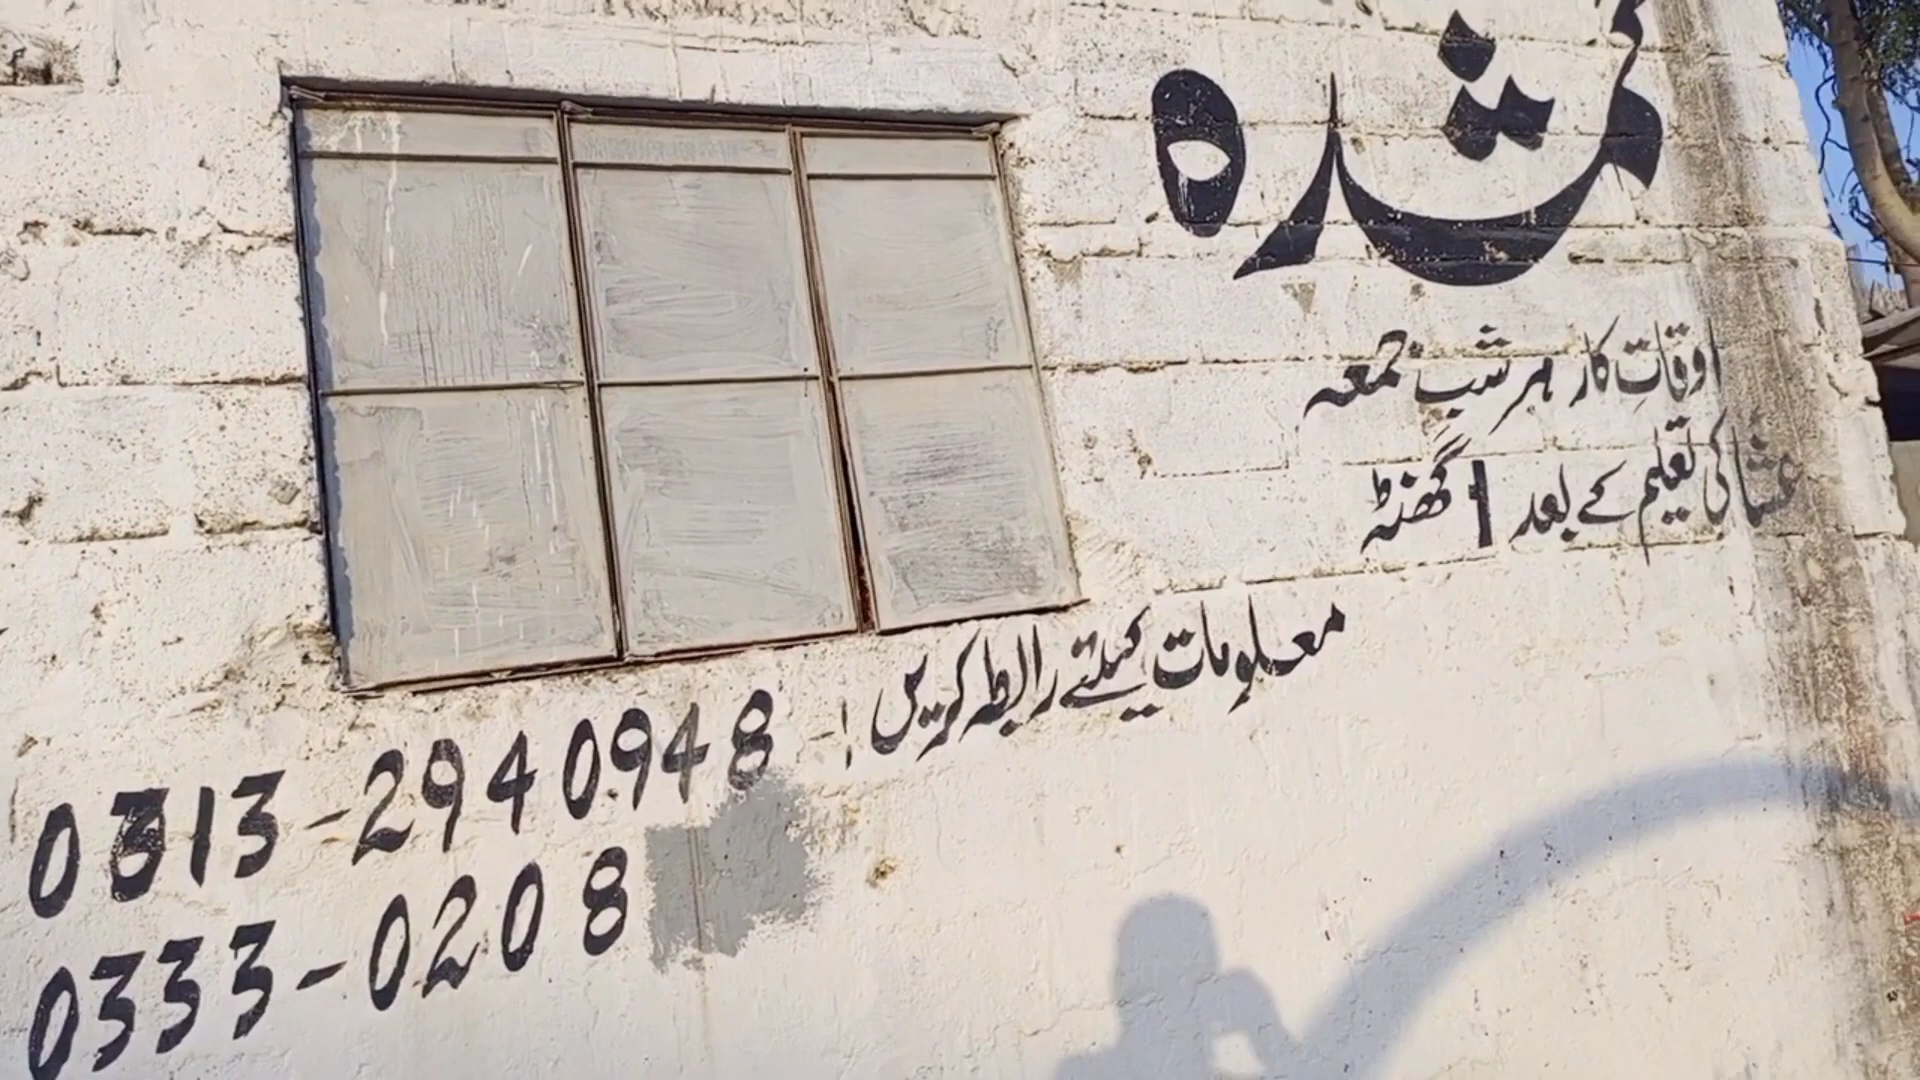 گمشدہ
اوقاتِ کار ہر شبِ جمعہ
عشا کی تعلیم کے بعد 1 گھنٹہ
معلومات کیلئے رابطہ کریں :-
0313-2940948
0333-0208